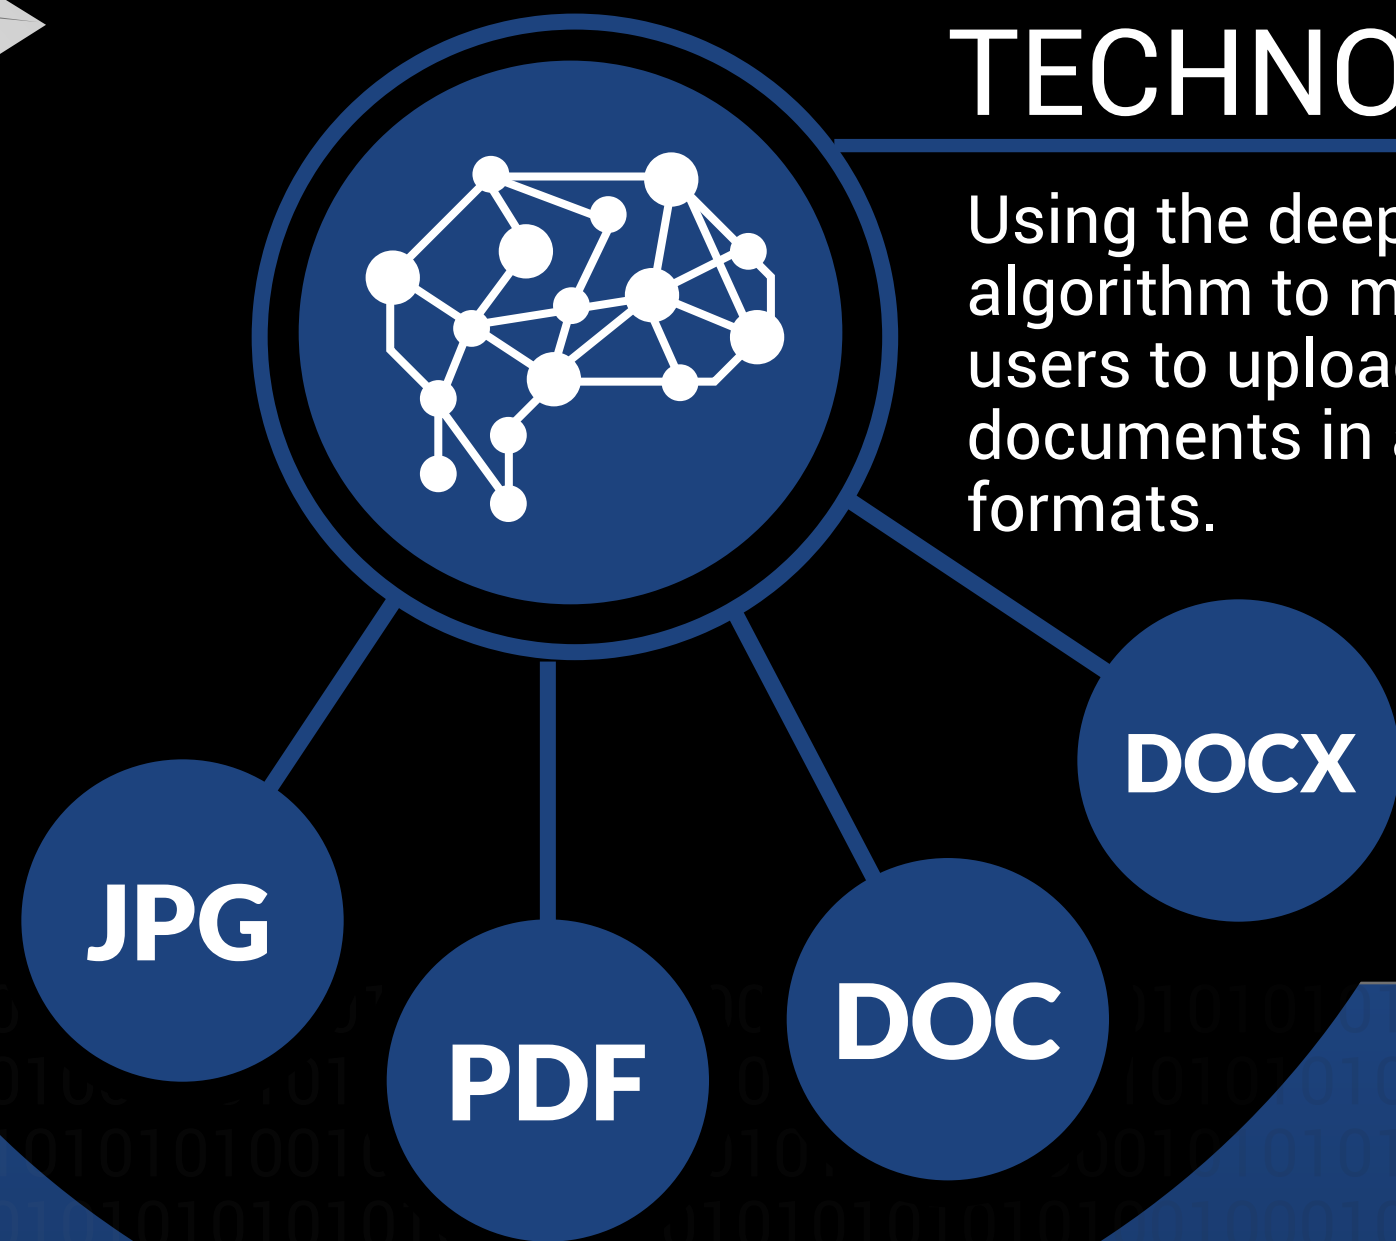 TECHNO
Using the deep
algorithm to m
users to uploa
documents in
formats.
DOCX
JPG
DOC
PDF